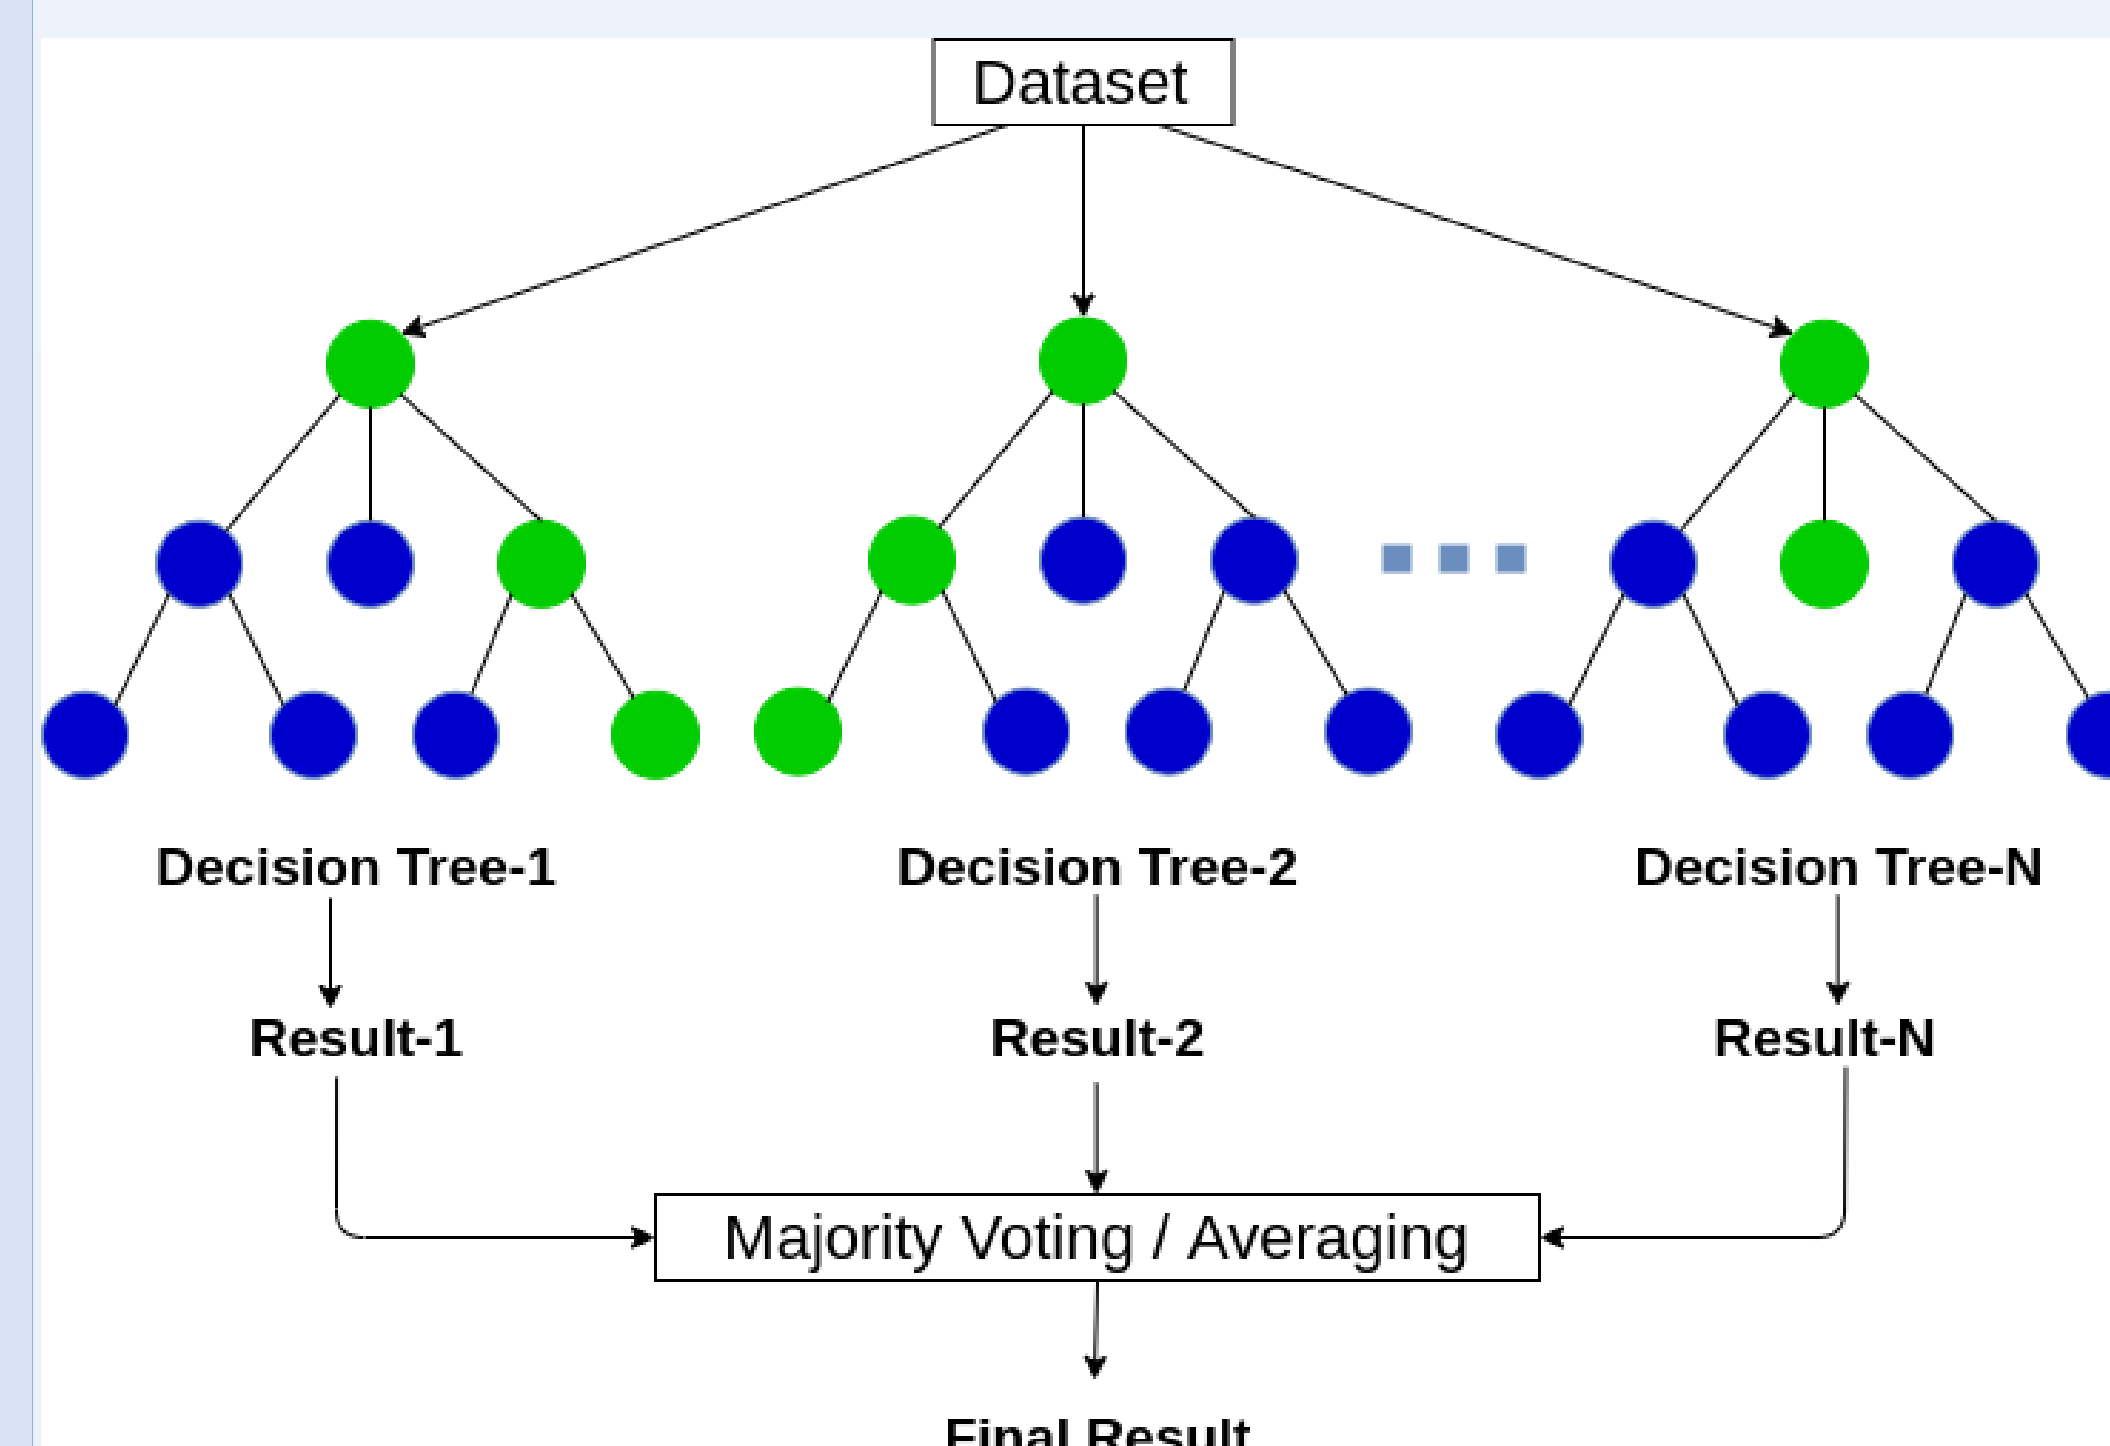 Dataset
Decision Tree-1
Decision Tree-2
Decision Tree-N
Result-1
Result-2
Result-N
Majority Voting / Averaging
Final Result